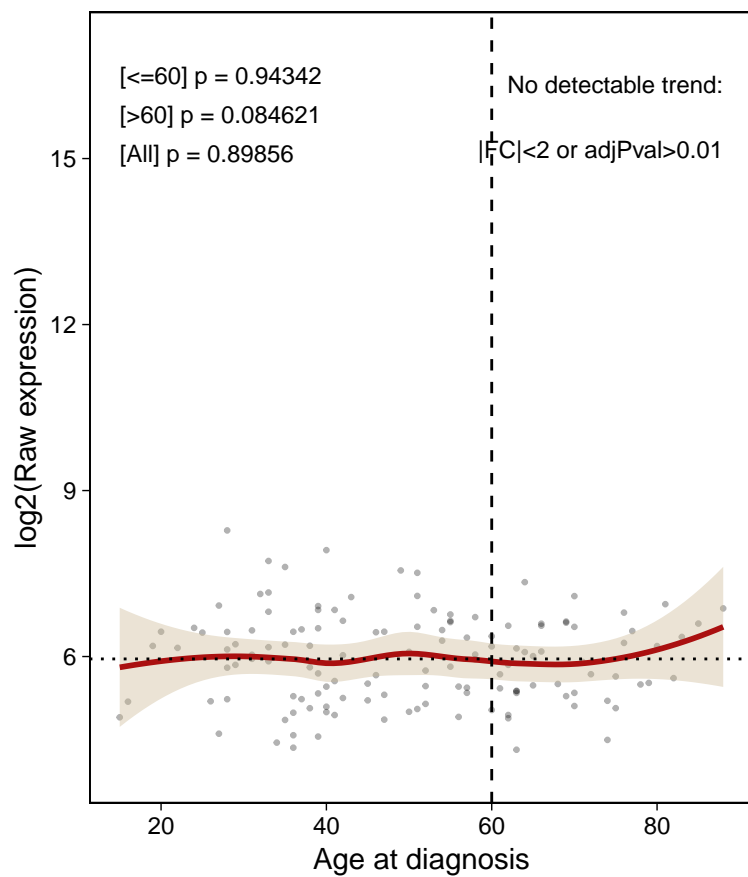 [<=60] p = 0.94342
[>60] p = 0.084621
[All] p = 0.89856
No detectable trend:
|FC|<2 or adjPval>0.01
log2(Raw expression)
15
12
9
6
20
40
60
80
Age at diagnosis